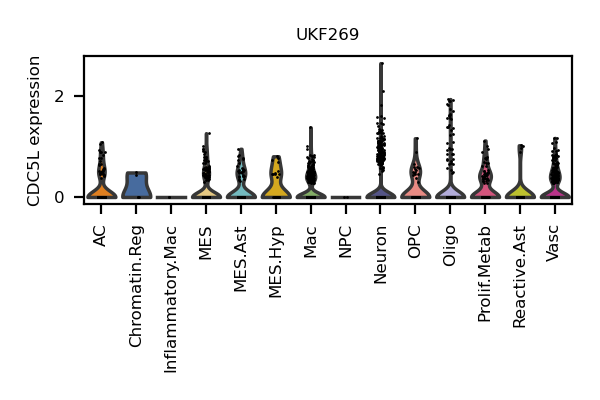 UKF269
CDC5L expression
2
0
AC
Chromatin.Reg
Inflammatory.Mac
MES
MES.Ast
MES.Hyp
Mac
NPC
Neuron
OPC
Oligo
Prolif.Metab
Reactive.Ast
Vasc